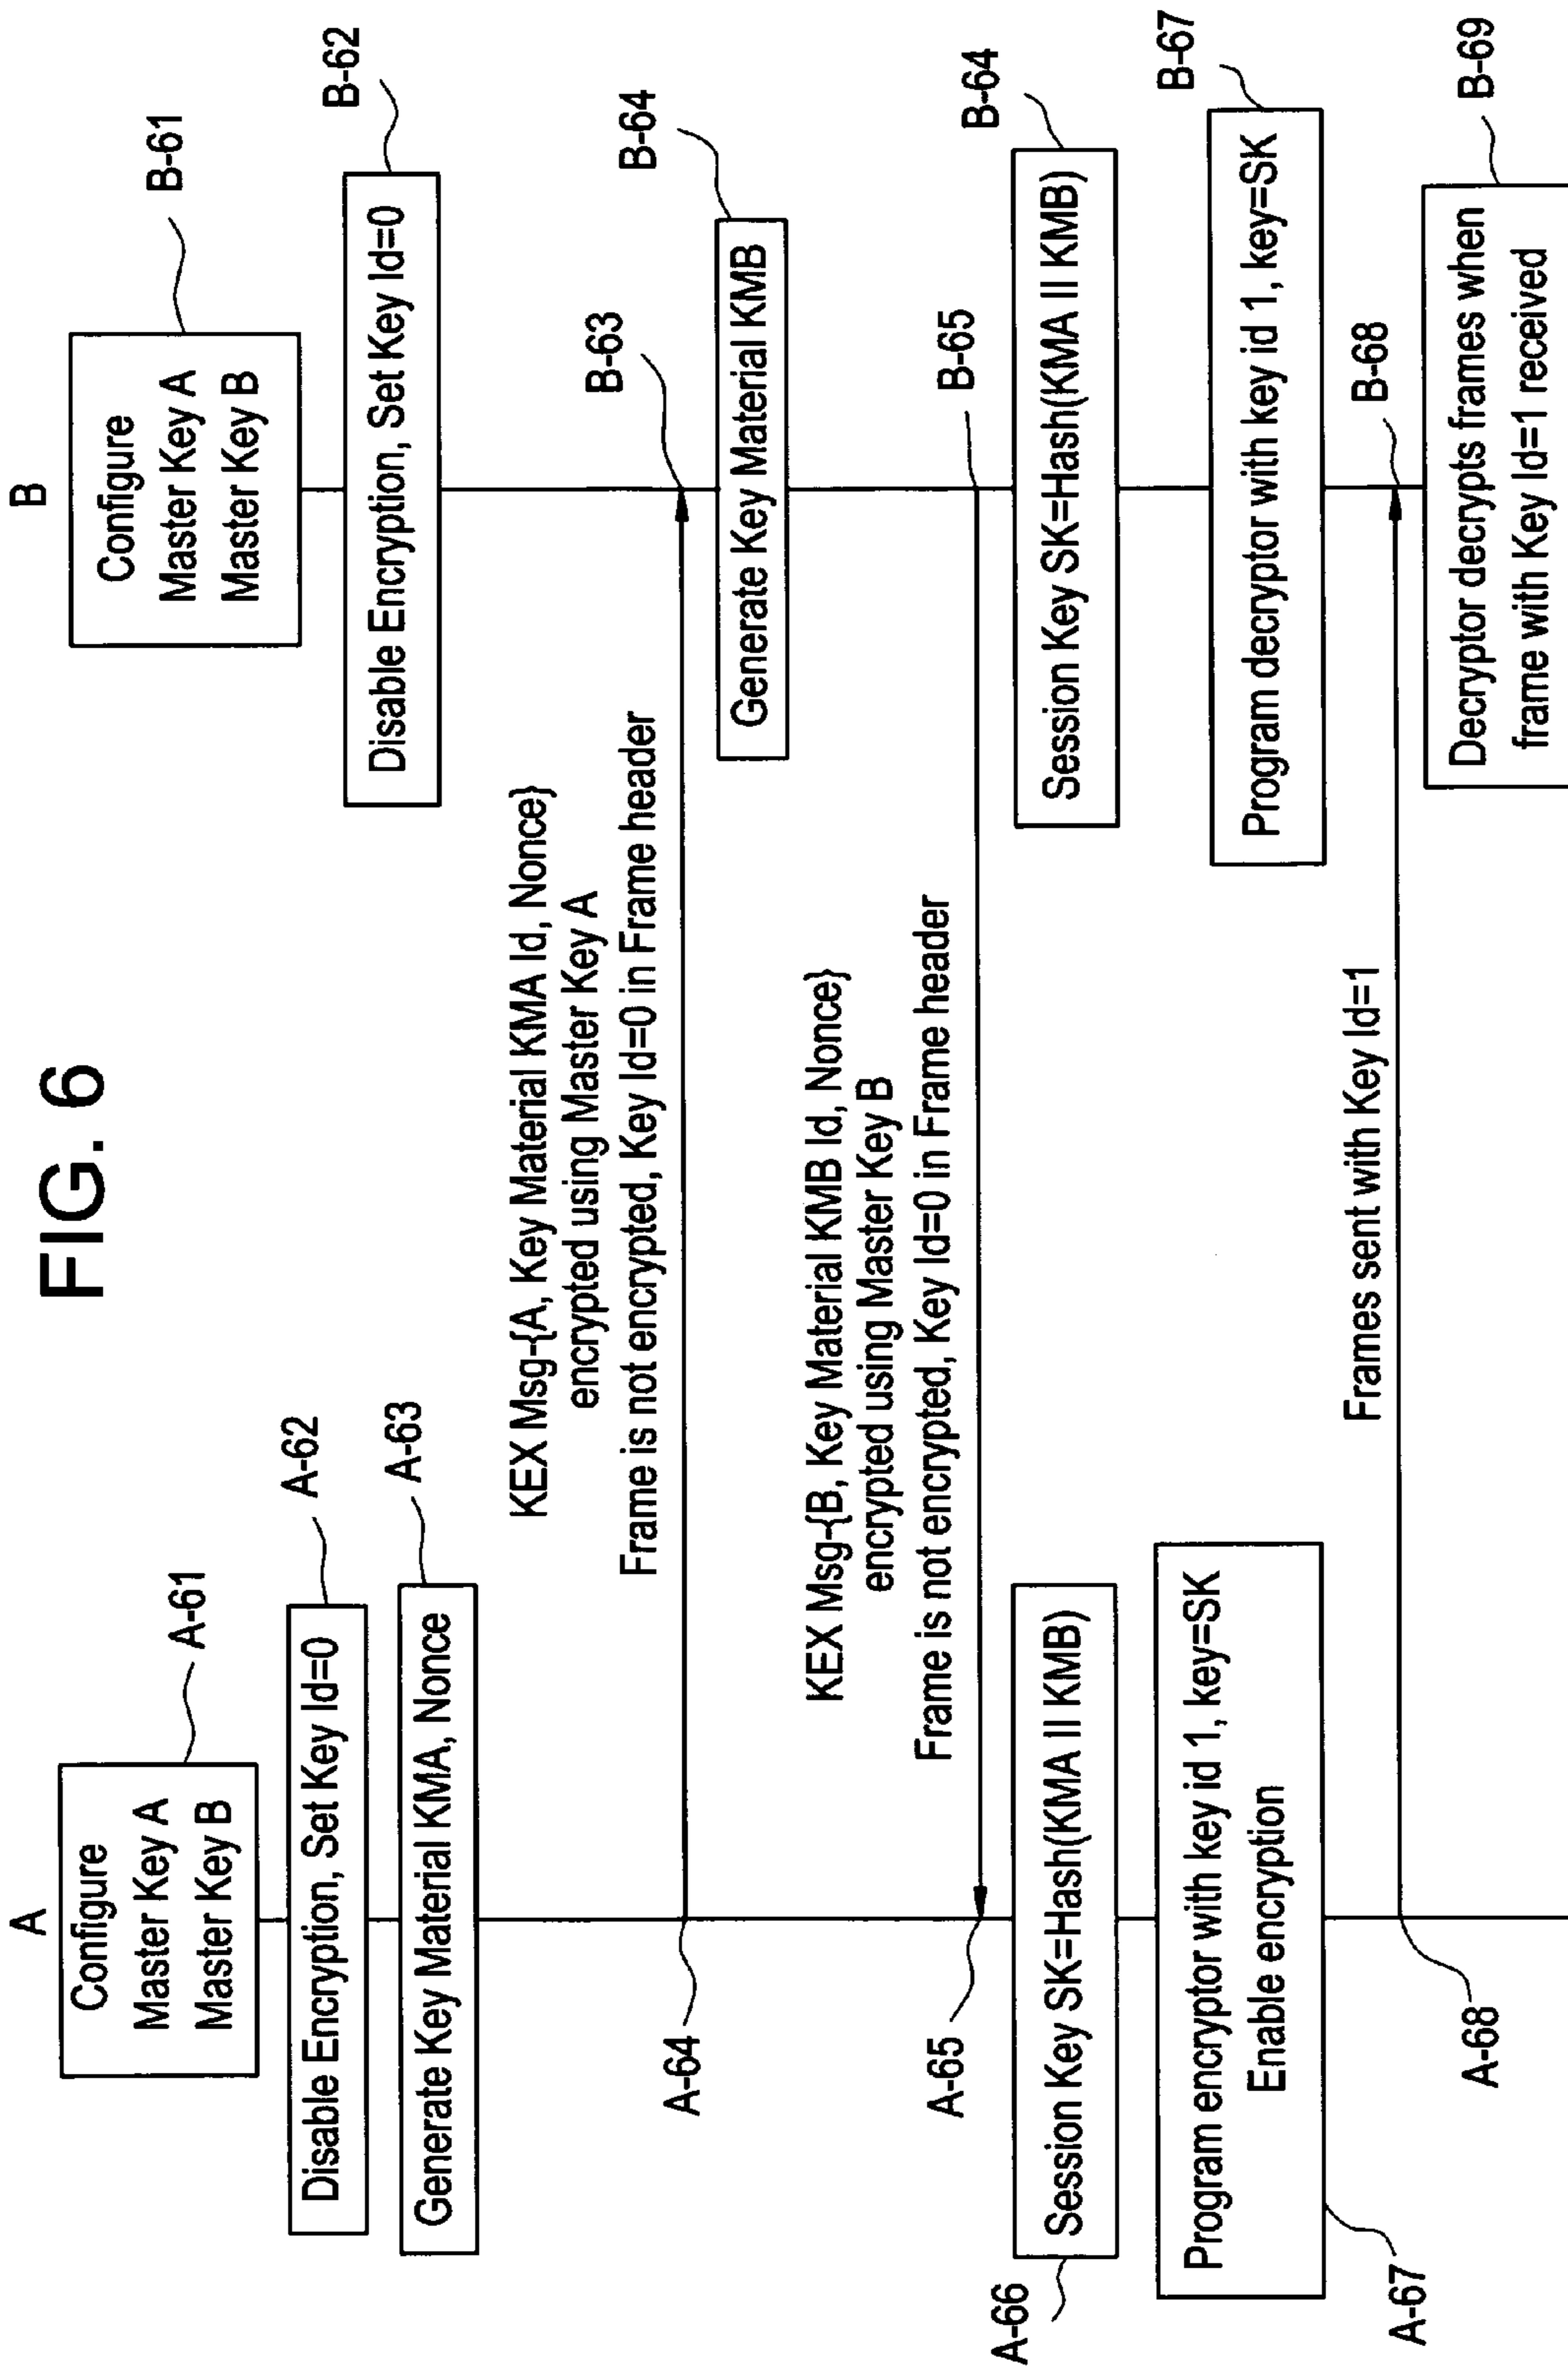 FIG. 6
A
B
Configure
Master Key A
Master Key B
A-61
Configure
Master Key A
Master Key B
B-61
Disable Encryption, Set Key Id=0
A-62
Disable Encryption, Set Key Id=0
B-62
Generate Key Material KMA, Nonce
A-63
KEX Msg-{A, Key Material KMA Id, Nonce}
encrypted using Master Key A
Frame is not encrypted, Key Id=0 in Frame header
A-64
B-63
Generate Key Material KMB
B-64
KEX Msg-{B, Key Material KMB Id, Nonce}
encrypted using Master Key B
Frame is not encrypted, Key Id=0 in Frame header
A-65
B-65
Session Key SK=Hash(KMA II KMB)
A-66
Session Key SK=Hash(KMA II KMB)
B-64
Program encryptor with key id 1, key=SK
Enable encryption
A-67
Program decryptor with key id 1, key=SK
B-67
Frames sent with Key Id=1
A-68
B-68
Decryptor decrypts frames when
frame with Key Id=1 received
B-69